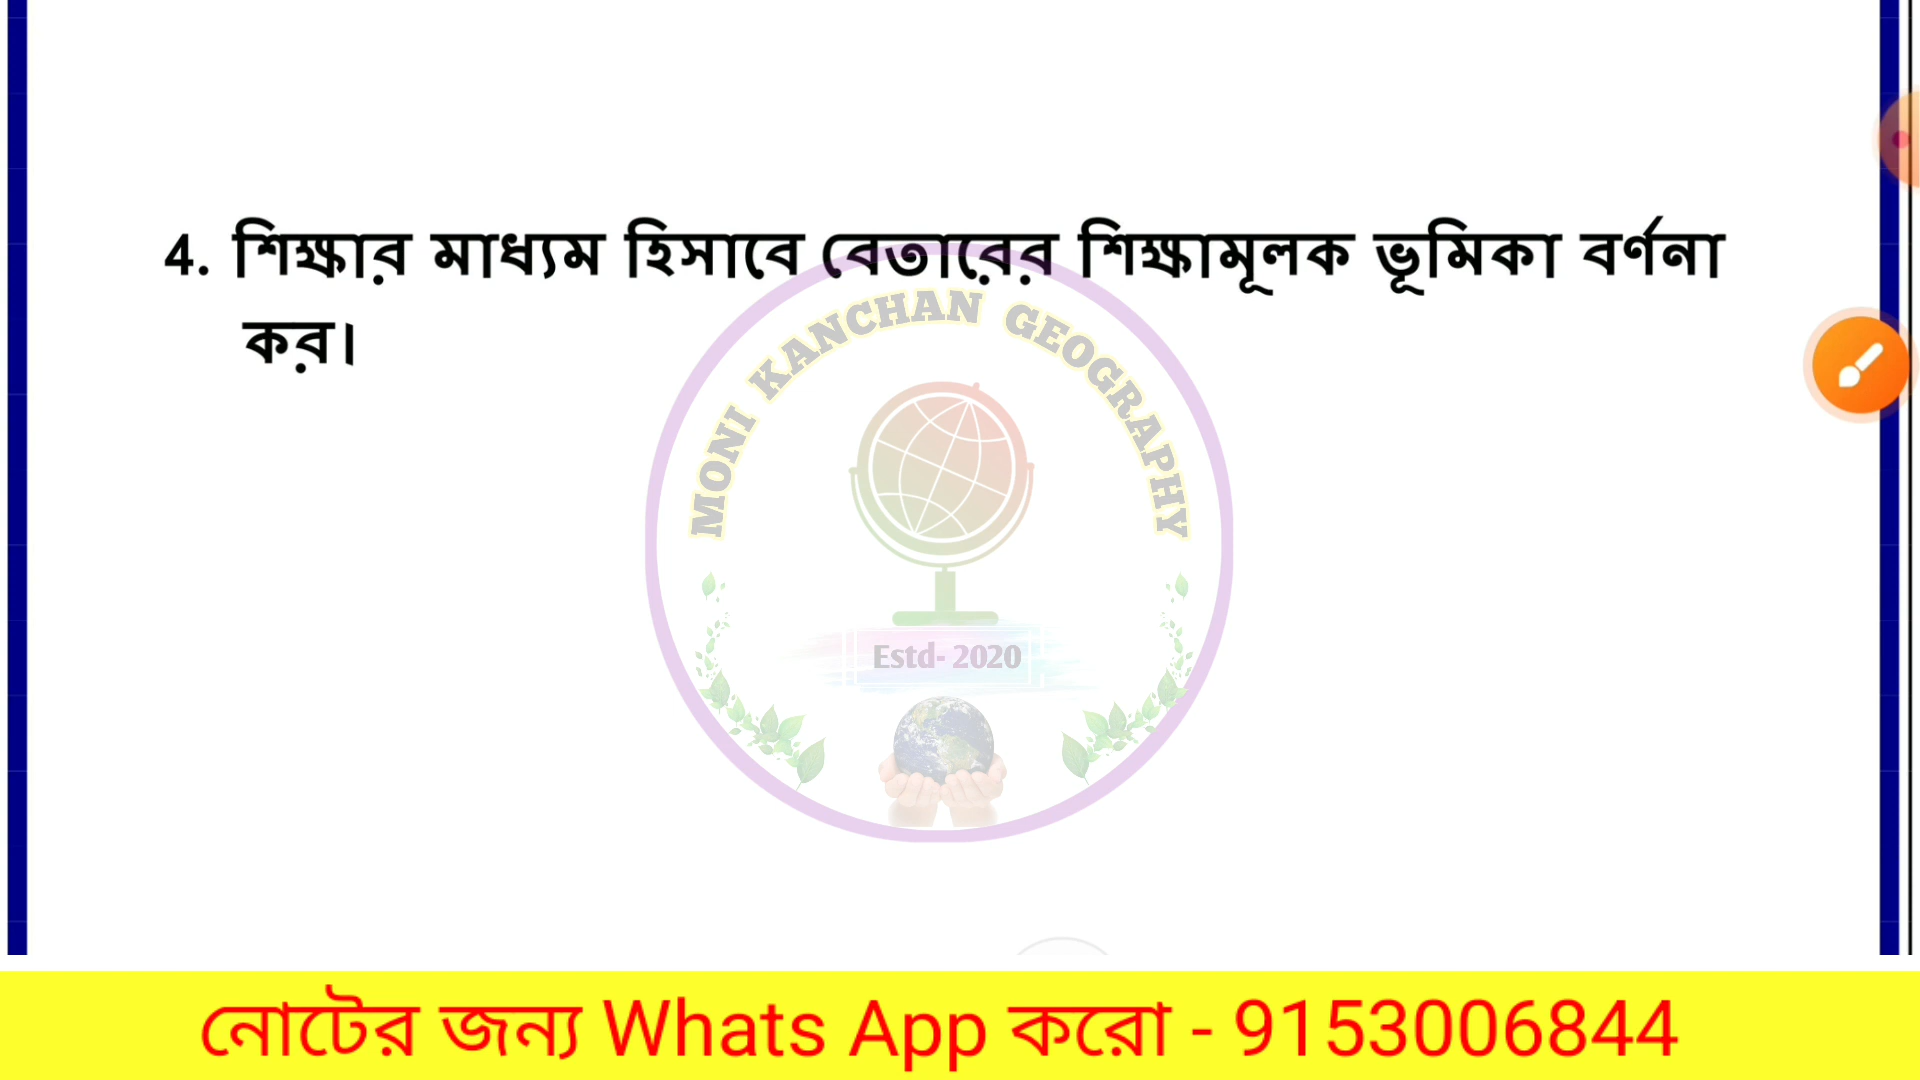 4. শিক্ষার মাধ্যম হিসাবে বেতারের শিক্ষামূলক ভূমিকা বর্ণনা
কর।
MONI KANCHAN GEOGRAPHY
Estd- 2020
নোটের জন্য Whats App করো - 9153006844